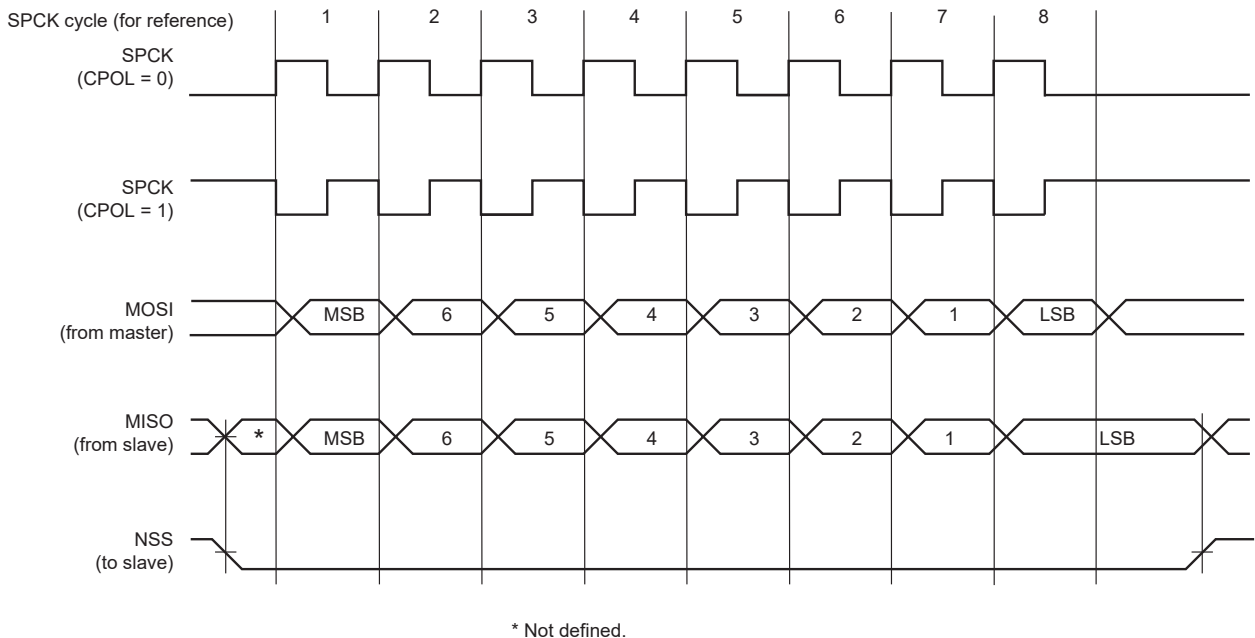 SPCK cycle (for reference)
1 2 3 4 5 6 7 8
SPCK
(CPOL = 0)
SPCK
(CPOL = 1)
MOSI
(from master)
MSB 6 5 4 3 2 1 LSB
MISO
(from slave)
* MSB 6 5 4 3 2 1 LSB
NSS
(to slave)
* Not defined.